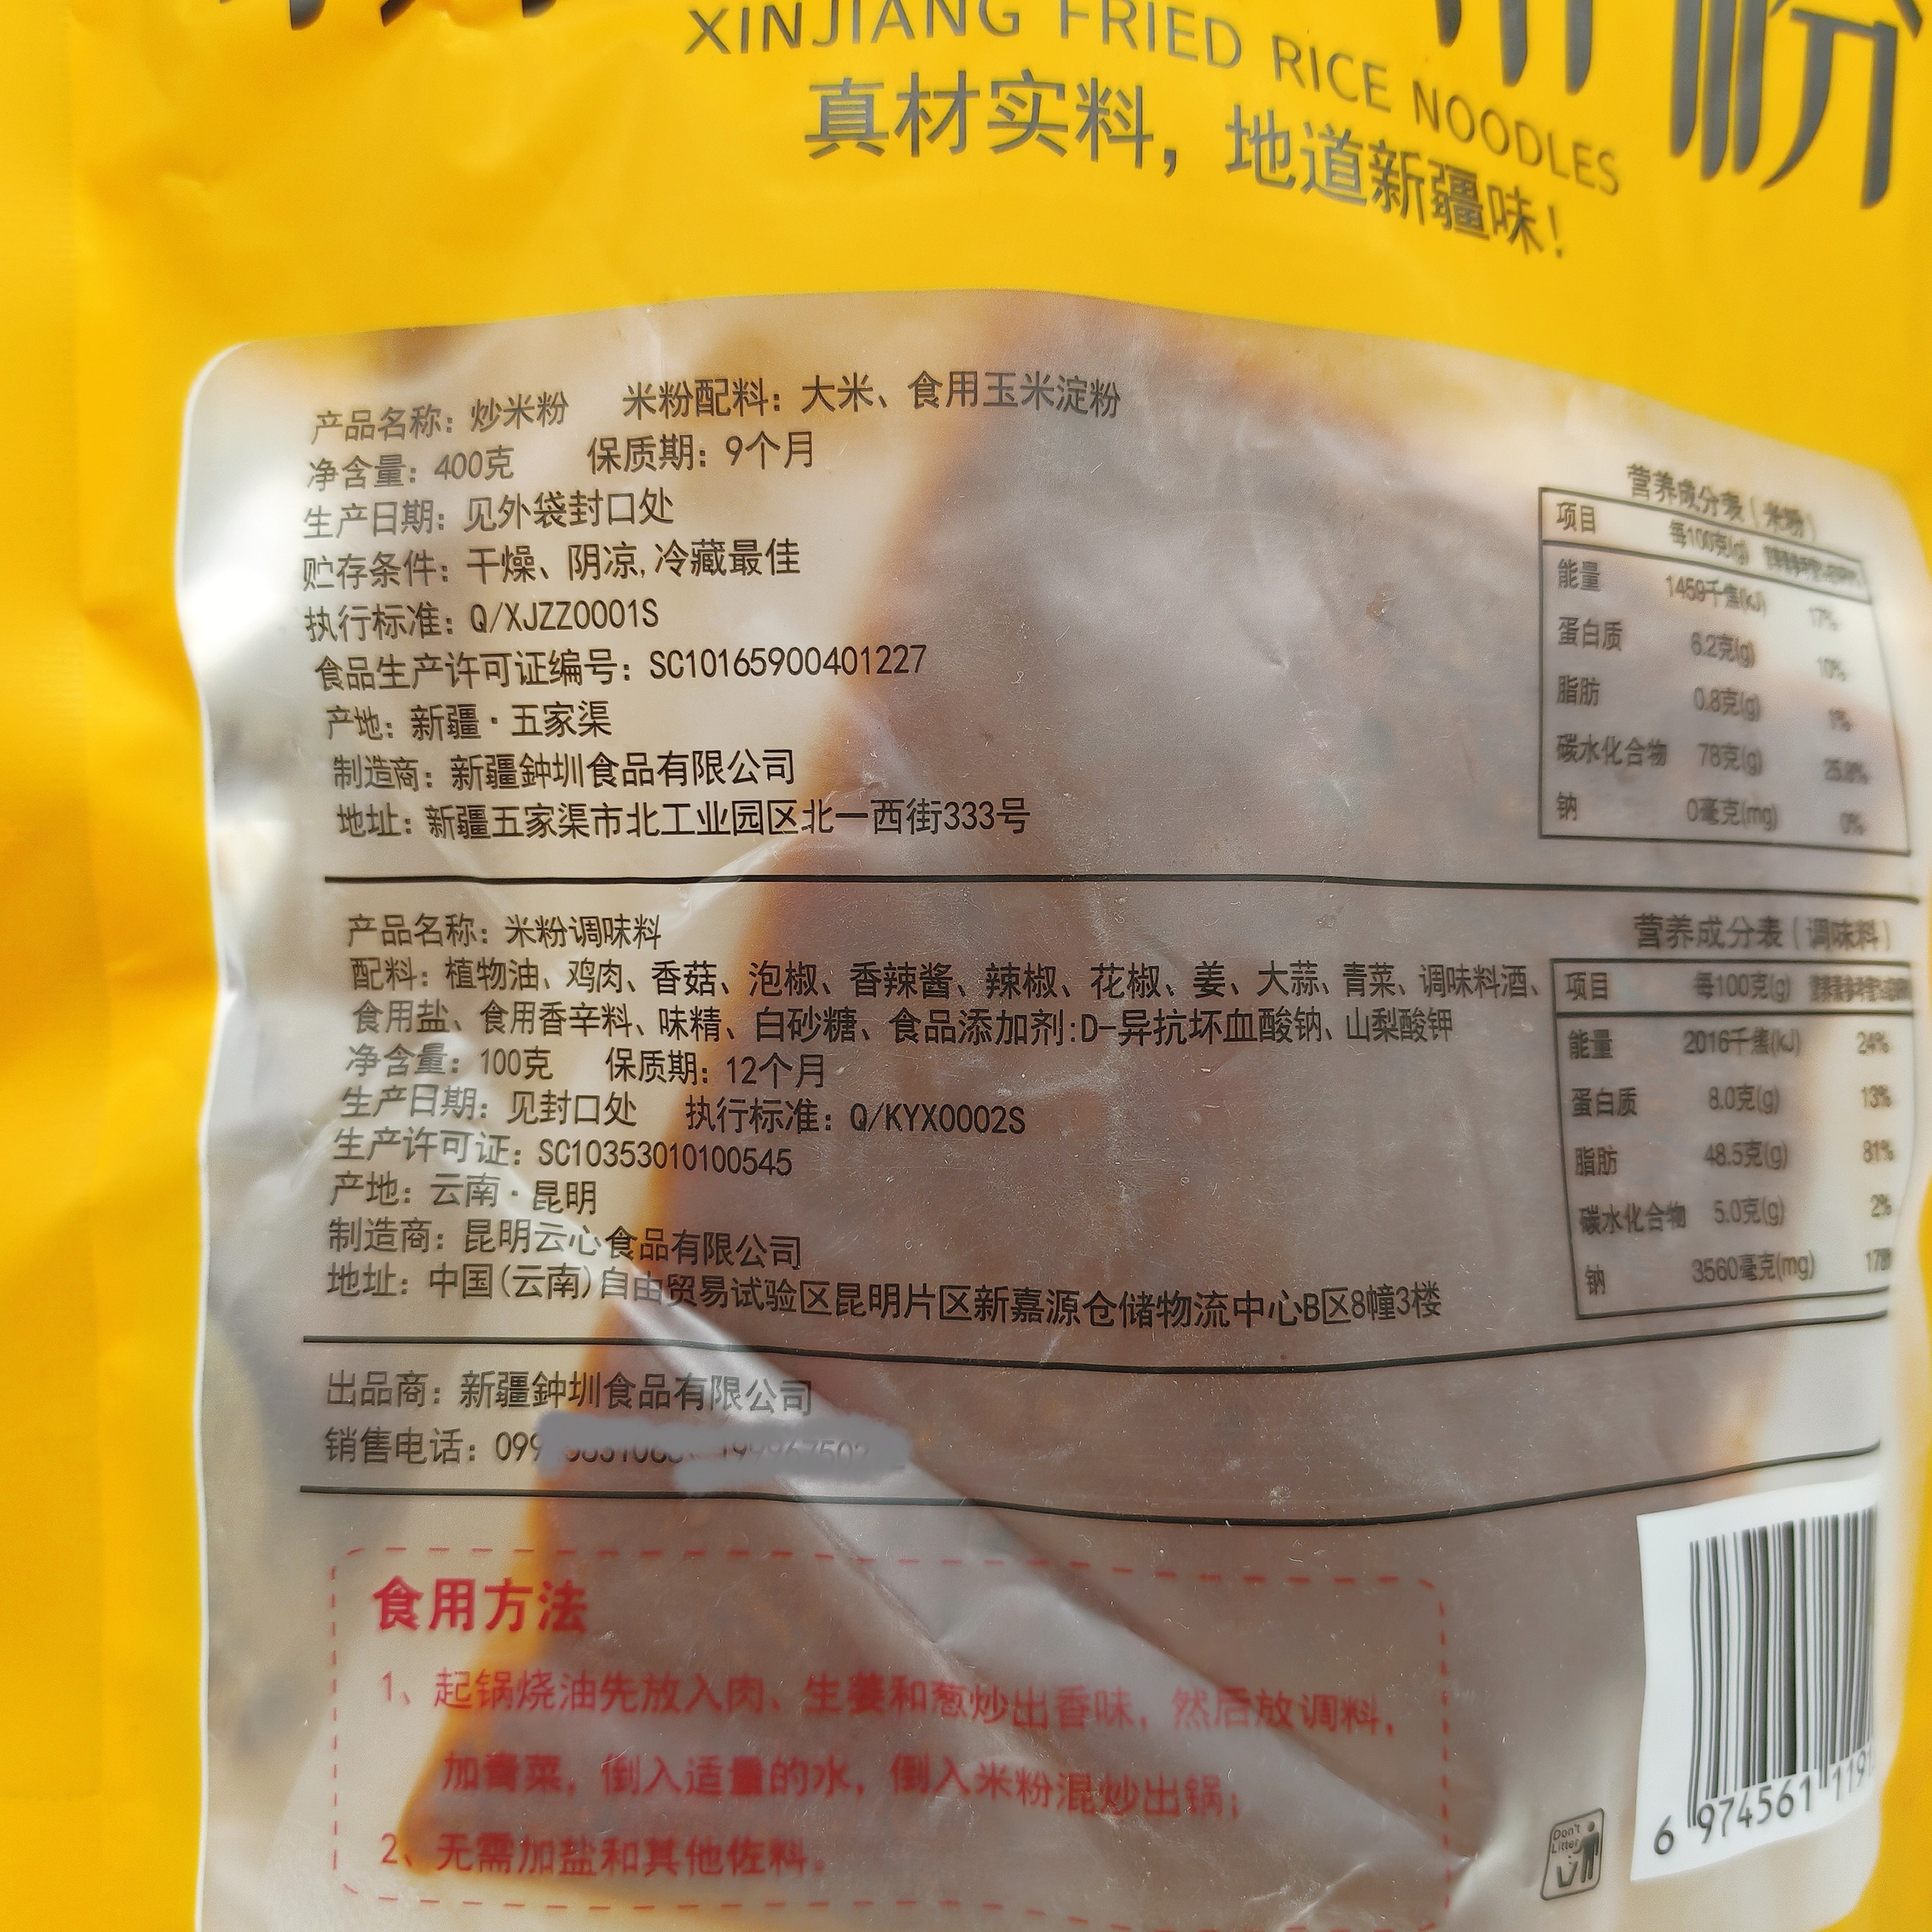 XINJIANG FRIED RICE NOODLES
真材实料，地道新疆味！
产品名称：炒米粉 米粉配料：大米、食用玉米淀粉
净含量：400克 保质期：9个月
生产日期：见外袋封口处
贮存条件：干燥、阴凉,冷藏最佳
执行标准：Q/XJZZ0001S
食品生产许可证编号：SC10165900401227
产地：新疆·五家渠
制造商：新疆鈡圳食品有限公司
地址：新疆五家渠市北工业园区北一西街333号
营养成分表（米粉）
项目 每100克(g)
能量 1459千焦(kJ) 17%
蛋白质 6.2克(g) 10%
脂肪 0.8克(g) 1%
碳水化合物 78克(g)
钠 0毫克(mg) 0%
产品名称：米粉调味料
配料：植物油、鸡肉、香菇、泡椒、香辣酱、辣椒、花椒、姜、大蒜、青菜、调味料酒、
食用盐、食用香辛料、味精、白砂糖、食品添加剂:D-异抗坏血酸钠、山梨酸钾
净含量：100克 保质期：12个月
生产日期：见封口处 执行标准：Q/KYX0002S
生产许可证：SC10353010100545
产地：云南·昆明
制造商：昆明云心食品有限公司
地址：中国(云南)自由贸易试验区昆明片区新嘉源仓储物流中心B区8幢3楼
营养成分表（调味料）
项目 每100克(g)
能量 2016千焦(kJ) 24%
蛋白质 8.0克(g) 13%
脂肪 48.5克(g) 81%
碳水化合物 5.0克(g) 2%
钠 3560毫克(mg)
出品商：新疆鈡圳食品有限公司
销售电话：099
食用方法
1、起锅烧油先放入肉、生姜和葱炒出香味，然后放调料，
加青菜，倒入适量的水，倒入米粉混炒出锅；
2、无需加盐和其他佐料。
Don't
Litter
6 974561 119